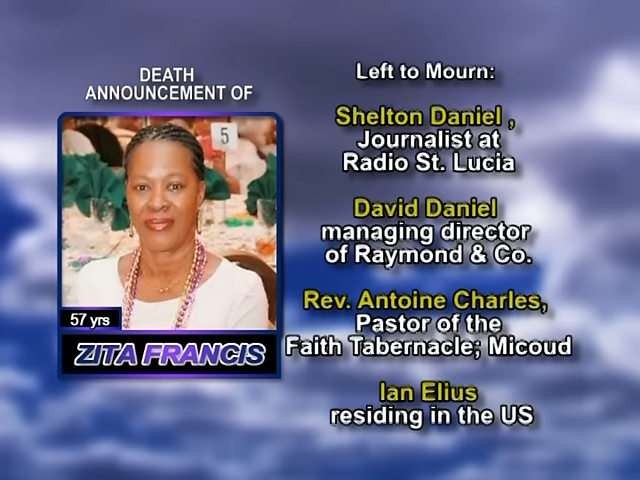 DEATH
ANNOUNCEMENT OF
5
57 yrs
ZITA FRANCIS
Left to Mourn:
Shelton Daniel ,
Journalist at
Radio St. Lucia
David Daniel
managing director
of Raymond & Co.
Rev. Antoine Charles,
Pastor of the
Faith Tabernacle; Micoud
Ian Elius
residing in the US